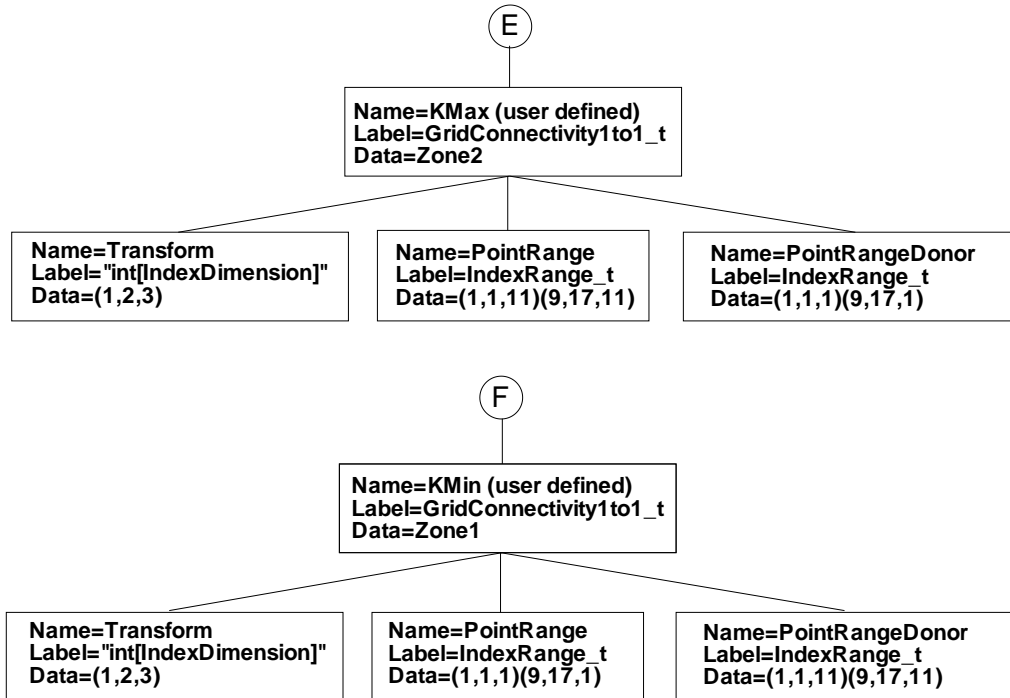 E
Name=KMax (user defined)
Label=GridConnectivity1to1_t
Data=Zone2
Name=Transform
Label="int[IndexDimension]"
Data=(1,2,3)
Name=PointRange
Label=IndexRange_t
Data=(1,1,11)(9,17,11)
Name=PointRangeDonor
Label=IndexRange_t
Data=(1,1,1)(9,17,1)
F
Name=KMin (user defined)
Label=GridConnectivity1to1_t
Data=Zone1
Name=Transform
Label="int[IndexDimension]"
Data=(1,2,3)
Name=PointRange
Label=IndexRange_t
Data=(1,1,1)(9,17,1)
Name=PointRangeDonor
Label=IndexRange_t
Data=(1,1,11)(9,17,11)